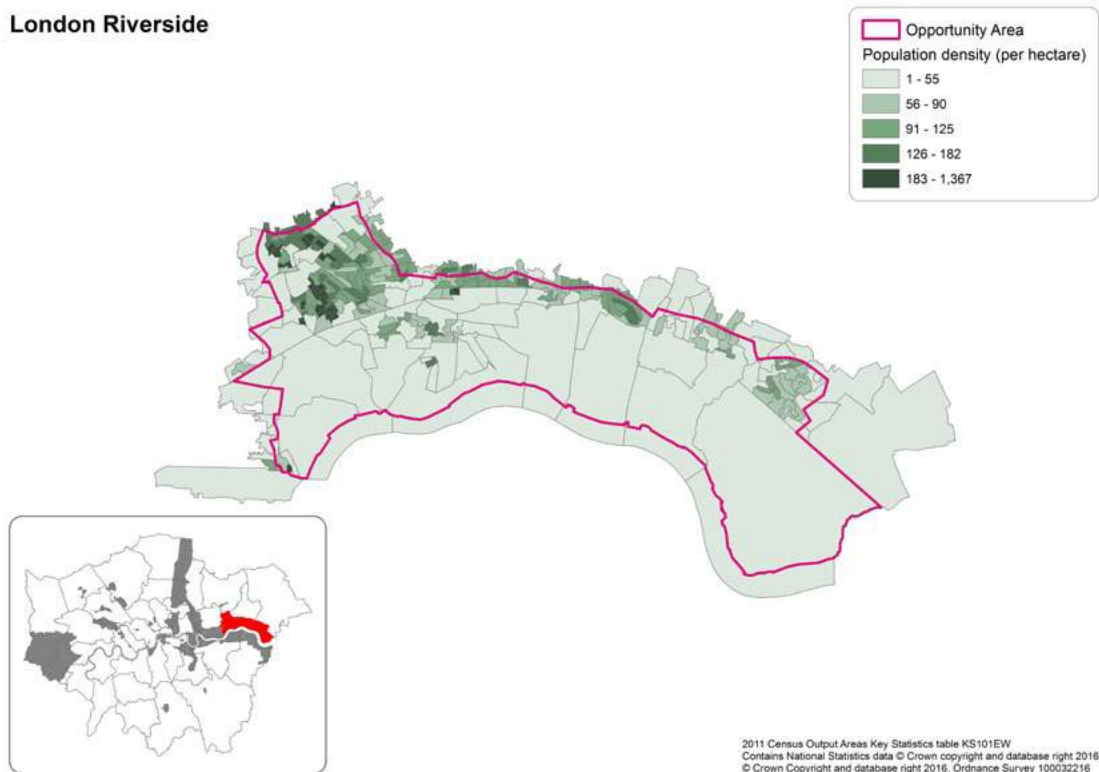 London Riverside
Opportunity Area
Population density (per hectare)
1 - 55
56 - 90
91 - 125
126 - 182
183 - 1,367
2011 Census Output Areas Key Statistics table KS101EW
Contains National Statistics data © Crown copyright and database right 2016
© Crown Copyright and database right 2016. Ordnance Survey 100032216